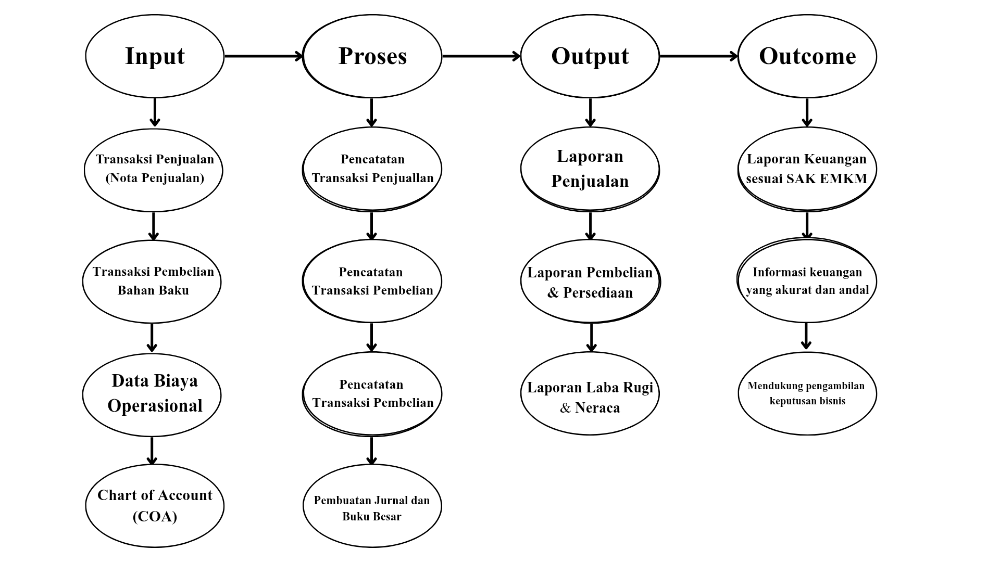 Input
Proses
Output
Outcome
Transaksi Penjualan
(Nota Penjualan)
Pencatatan
Transaksi Penjuallan
Laporan
Penjualan
Laporan Keuangan
sesuai SAK EMKM
Transaksi Pembelian
Bahan Baku
Pencatatan
Transaksi Pembelian
Laporan Pembelian
& Persediaan
Informasi keuangan
yang akurat dan andal
Data Biaya
Operasional
Pencatatan
Transaksi Pembelian
Laporan Laba Rugi
& Neraca
Mendukung pengambilan
keputusan bisnis
Chart of Account
(COA)
Pembuatan Jurnal dan
Buku Besar